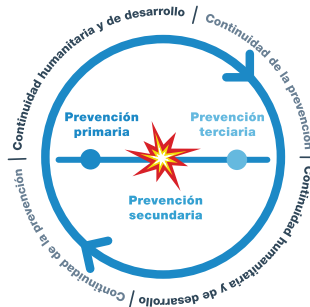 Continuidad humanitaria y de desarrollo /
Continuidad de la prevencion |
Continuidad humanitaria y de desarrollo /
Continuidad de la prevención |
Prevención
primaria
Prevención
terciaria
Prevención
secundaria